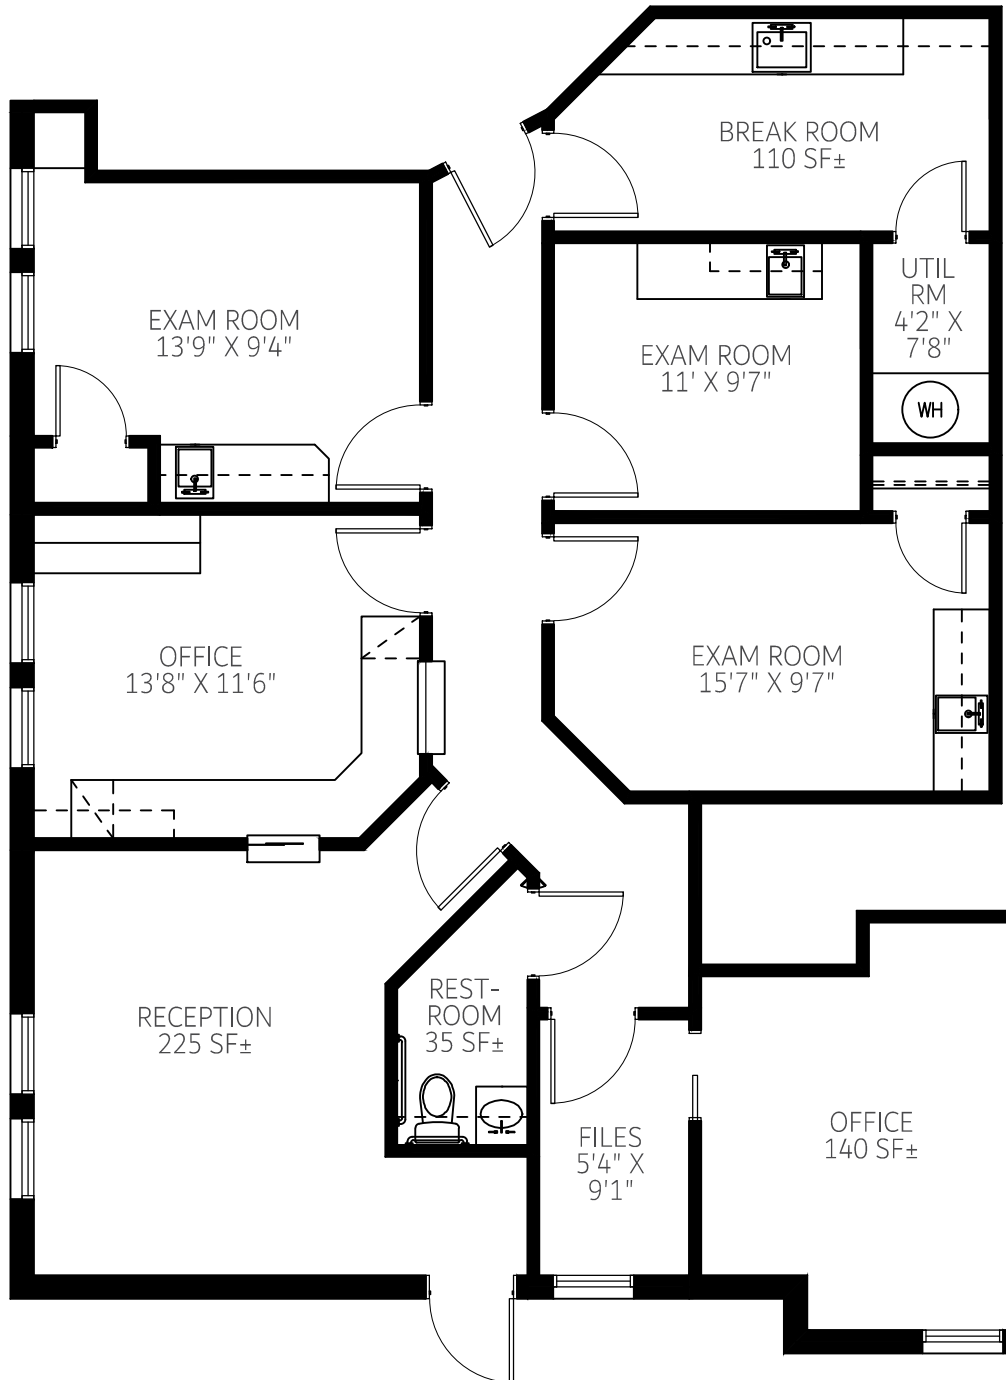 BREAK ROOM
110 SF±
UTIL
RM
4'2" X
7'8"
WH
EXAM ROOM
13'9" X 9'4"
EXAM ROOM
11' X 9'7"
OFFICE
13'8" X 11'6"
EXAM ROOM
15'7" X 9'7"
RECEPTION
225 SF±
REST-
ROOM
35 SF±
FILES
5'4" X
9'1"
OFFICE
140 SF±